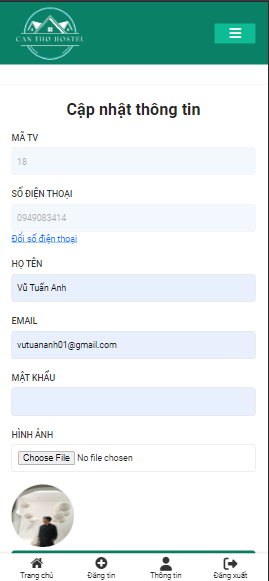 CAN THO HOSTEL
Cập nhật thông tin
MÃ TV
18
SỐ ĐIỆN THOẠI
0949083414
Đổi số điện thoại
HỌ TÊN
Vũ Tuấn Anh
EMAIL
vutuananh01@gmail.com
MẬT KHẨU
HÌNH ẢNH
Choose File No file chosen
Trang chủ Đăng tin Thông tin Đăng xuất